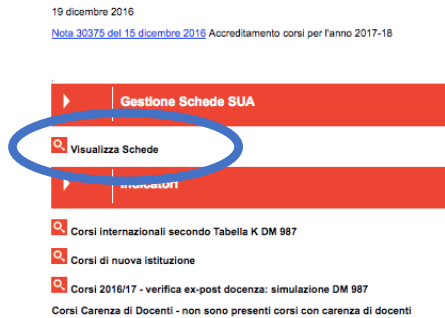 19 dicembre 2016
Nota 30375 del 15 dicembre 2016 Accreditamento corsi per l'anno 2017-18
Gestione Schede SUA
Visualizza Schede
Indicatori
Corsi internazionali secondo Tabella K DM 987
Corsi di nuova istituzione
Corsi 2016/17 - verifica ex-post docenza: simulazione DM 987
Corsi Carenza di Docenti - non sono presenti corsi con carenza di docenti